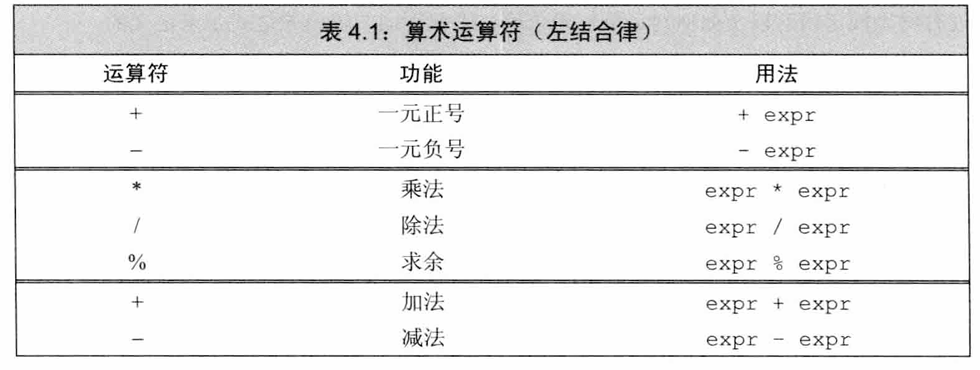 表 4.1：算术运算符（左结合律）
运算符 功能 用法
+ 一元正号 + expr
− 一元负号 − expr
* 乘法 expr * expr
/ 除法 expr / expr
% 求余 expr % expr
+ 加法 expr + expr
− 减法 expr − expr